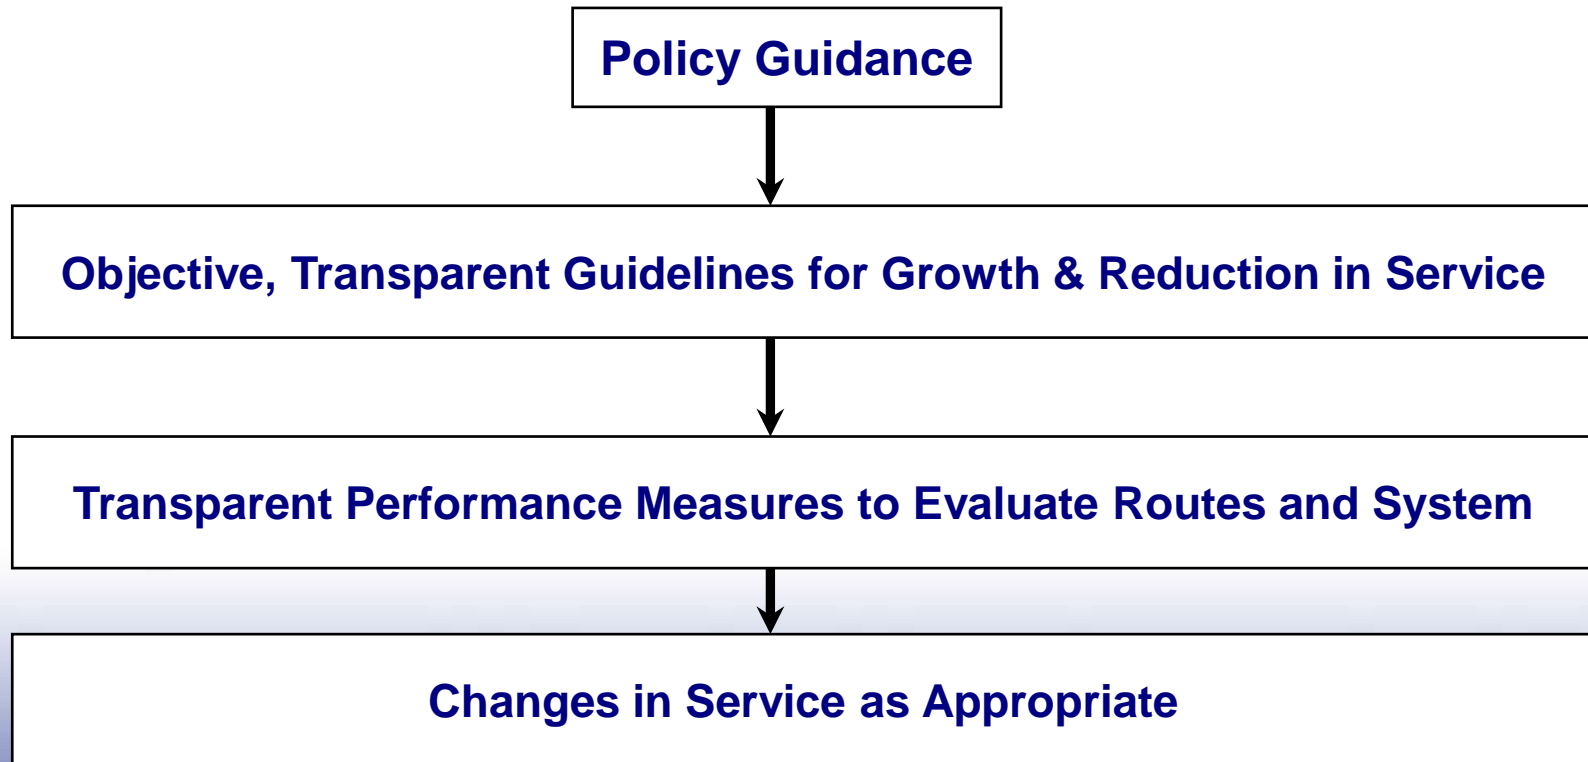 Policy Guidance
Objective, Transparent Guidelines for Growth & Reduction in Service
Transparent Performance Measures to Evaluate Routes and System
Changes in Service as Appropriate